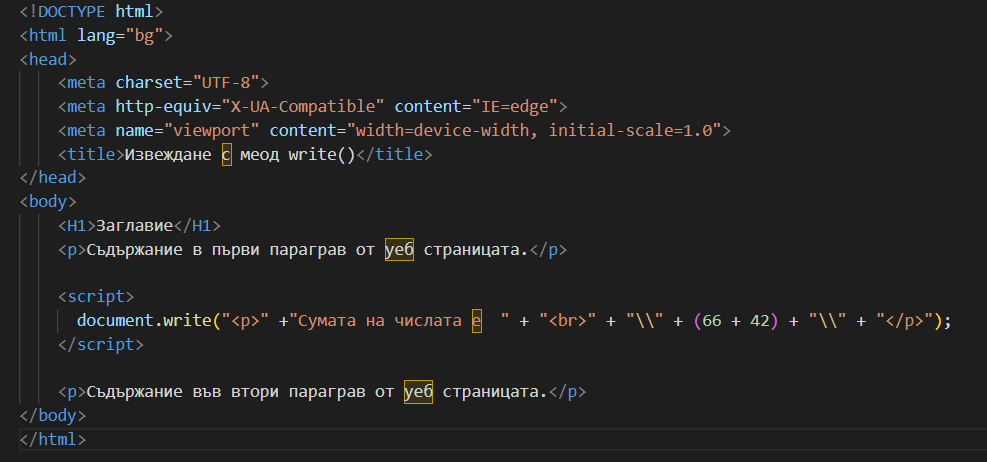 <!DOCTYPE html>
<html lang="bg">
<head>
    <meta charset="UTF-8">
    <meta http-equiv="X-UA-Compatible" content="IE=edge">
    <meta name="viewport" content="width=device-width, initial-scale=1.0">
    <title>Извеждане с меод write()</title>
</head>
<body>
    <H1>Заглавие</H1>
    <p>Съдържание в първи параграв от уеб страницата.</p>
    <script>
      document.write("<p>" +"Сумата на числата е  " + "<br>" + "\\" + (66 + 42) + "\\" + "</p>");
    </script>
    <p>Съдържание във втори параграв от уеб страницата.</p>
</body>
</html>